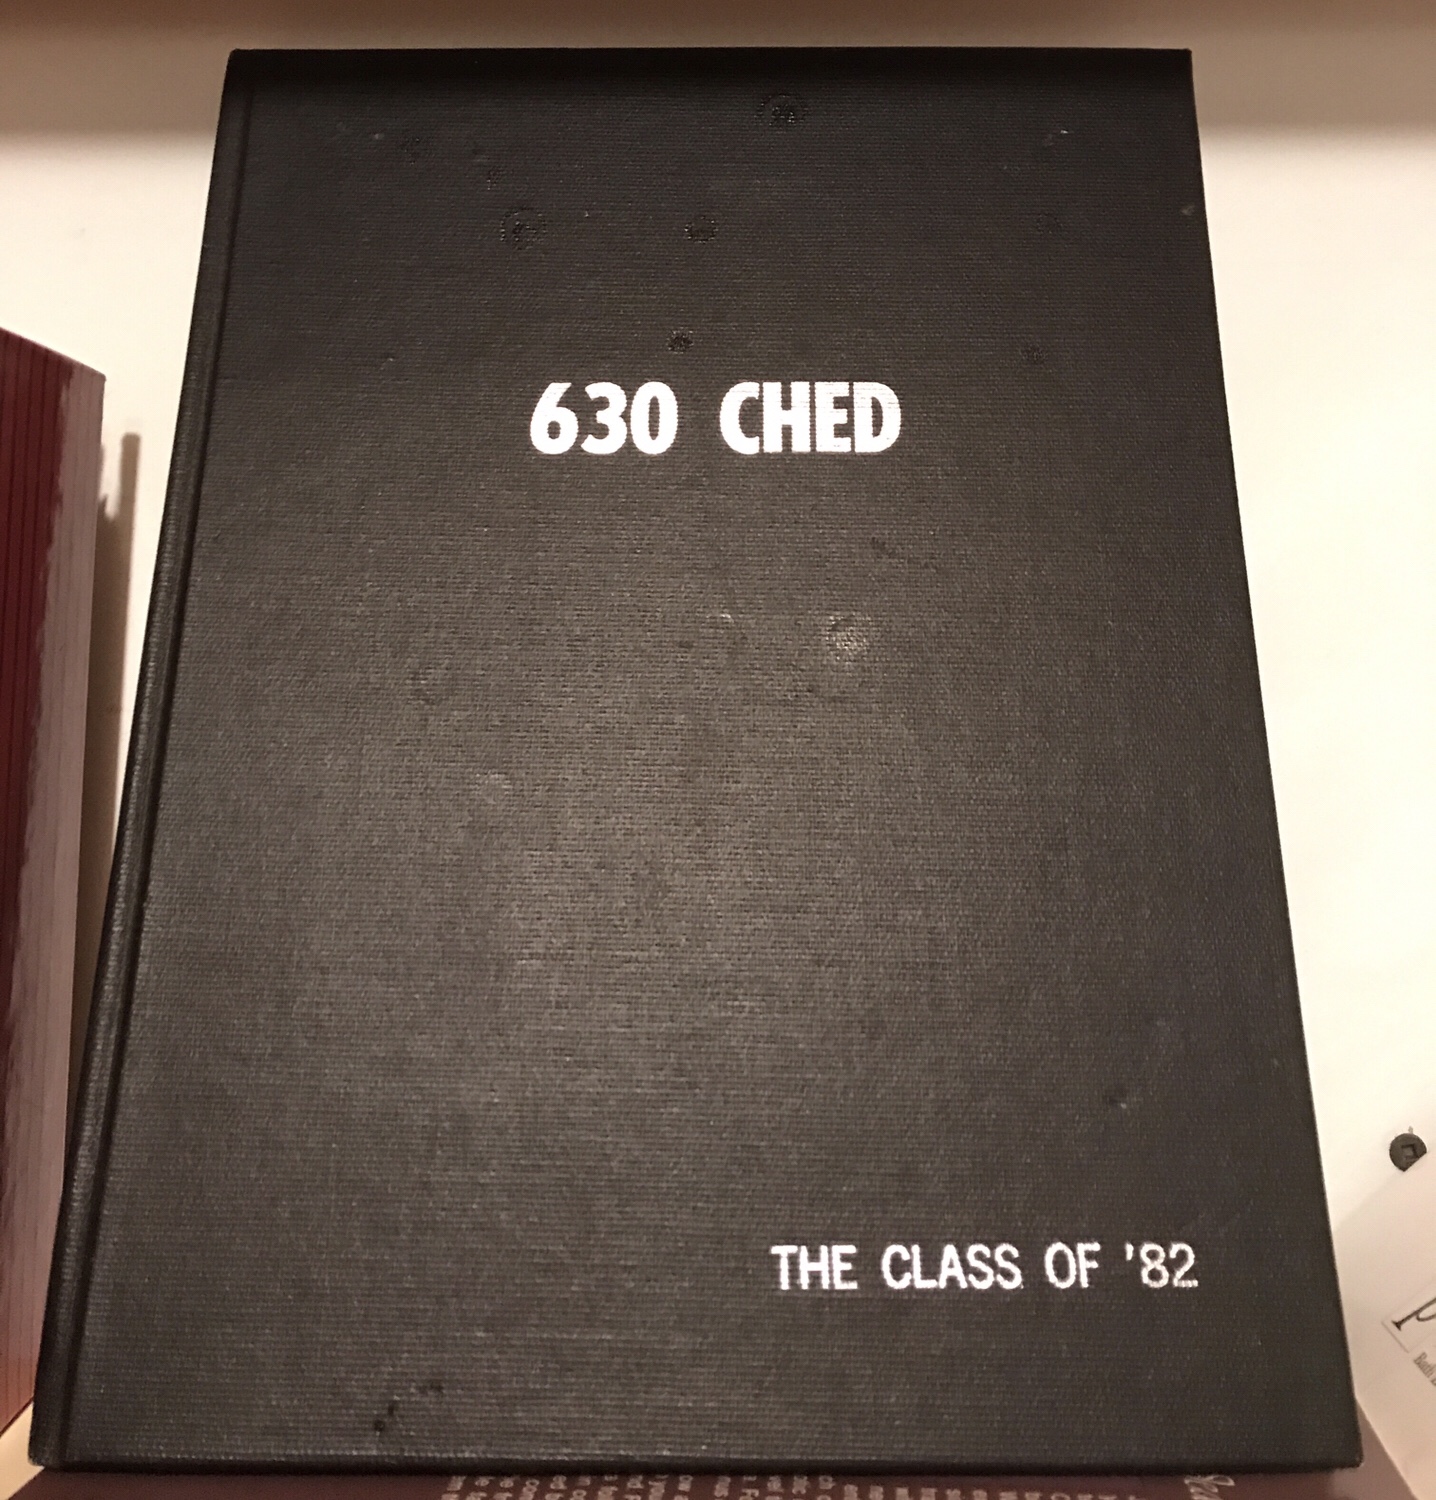 630 CHED
THE CLASS OF '82